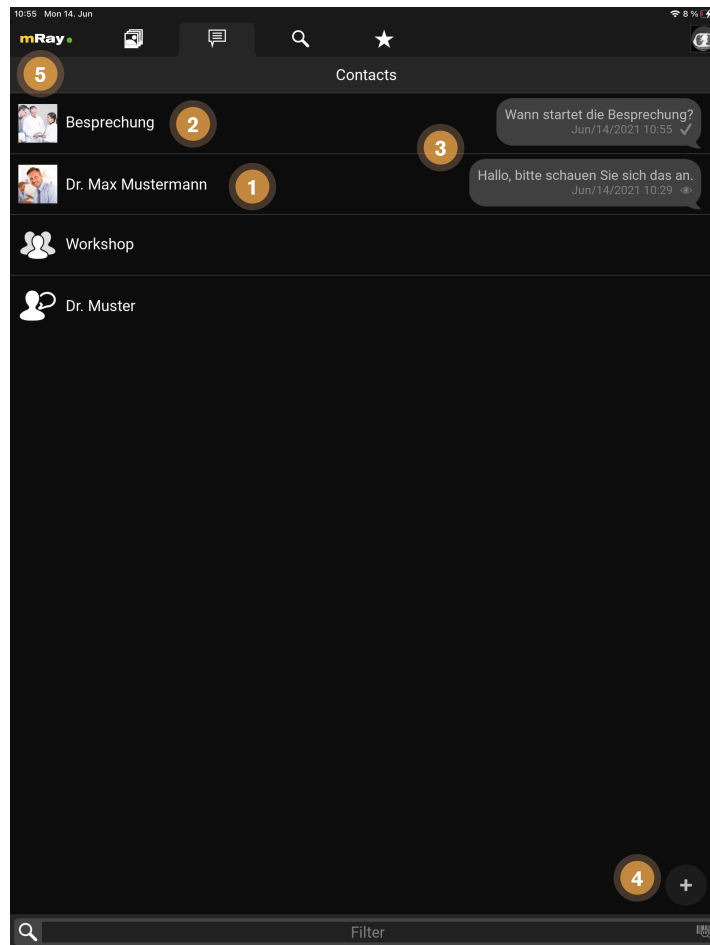 10:55 Mon 14. Jun 8 %
mRay
5 Contacts
Besprechung 2 Wann startet die Besprechung?
Jun/14/2021 10:55
3
Dr. Max Mustermann 1 Hallo, bitte schauen Sie sich das an.
Jun/14/2021 10:29
Workshop
Dr. Muster
4 +
Filter